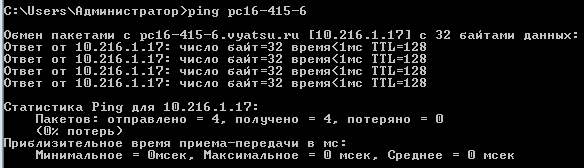 C:\Users\Администратор>ping pc16-415-6
Обмен пакетами с pc16-415-6.vyatsu.ru [10.216.1.17] с 32 байтами данных:
Ответ от 10.216.1.17: число байт=32 время<1мс TTL=128
Ответ от 10.216.1.17: число байт=32 время<1мс TTL=128
Ответ от 10.216.1.17: число байт=32 время<1мс TTL=128
Ответ от 10.216.1.17: число байт=32 время<1мс TTL=128
Статистика Ping для 10.216.1.17:
Пакетов: отправлено = 4, получено = 4, потеряно = 0
(0% потерь)
Приблизительное время приема-передачи в мс:
Минимальное = 0мсек, Максимальное = 0 мсек, Среднее = 0 мсек